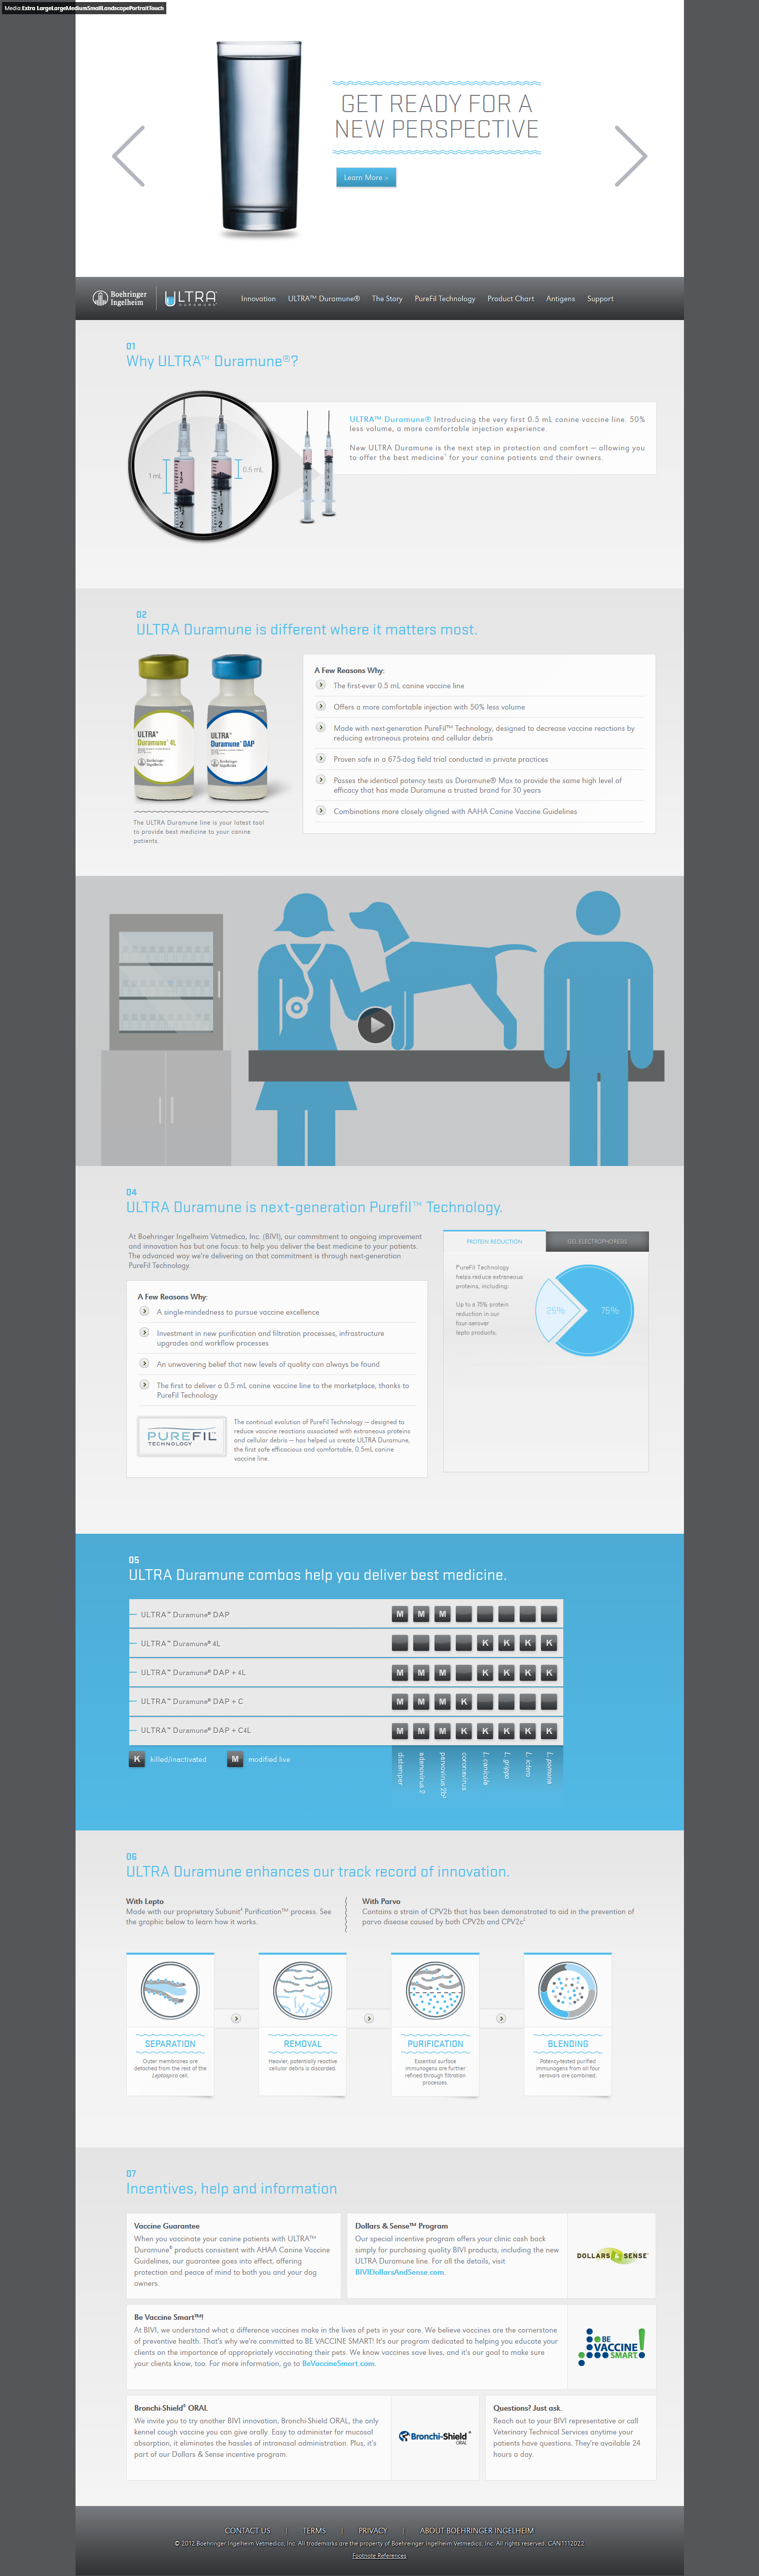 Media:Extra LargeLargeMediumSmallLandscapePortraitTouch
GET READY FOR A
NEW PERSPECTIVE
Learn More >
Boehringer
Ingelheim
ULTRA
DURAMUNE
Innovation ULTRA™ Duramune® The Story PureFil Technology Product Chart Antigens Support
01
Why ULTRA™ Duramune®?
1 mL
0.5 mL
ULTRA™ Duramune® Introducing the very first 0.5 mL canine vaccine line. 50%
less volume, a more comfortable injection experience.
New ULTRA Duramune is the next step in protection and comfort — allowing you
to offer the best medicine¹ for your canine patients and their owners.
02
ULTRA Duramune is different where it matters most.
ULTRA™
Duramune® 4L
Boehringer
Ingelheim
ULTRA™
Duramune® DAP
Boehringer
Ingelheim
The ULTRA Duramune line is your latest tool
to provide best medicine to your canine
patients.
A Few Reasons Why:
The first-ever 0.5 mL canine vaccine line
Offers a more comfortable injection with 50% less volume
Made with next-generation PureFil™ Technology, designed to decrease vaccine reactions by
reducing extraneous proteins and cellular debris
Proven safe in a 675-dog field trial conducted in private practices
Passes the identical potency tests as Duramune® Max to provide the same high level of
efficacy that has made Duramune a trusted brand for 30 years
Combinations more closely aligned with AAHA Canine Vaccine Guidelines
04
ULTRA Duramune is next-generation Purefil™ Technology.
At Boehringer Ingelheim Vetmedica, Inc. (BIVI), our commitment to ongoing improvement
and innovation has but one focus: to help you deliver the best medicine to your patients.
The advanced way we're delivering on that commitment is through next-generation
PureFil Technology.
A Few Reasons Why:
A single-mindedness to pursue vaccine excellence
Investment in new purification and filtration processes, infrastructure
upgrades and workflow processes
An unwavering belief that new levels of quality can always be found
The first to deliver a 0.5 mL canine vaccine line to the marketplace, thanks to
PureFil Technology
PUREFIL™
TECHNOLOGY
The continual evolution of PureFil Technology — designed to
reduce vaccine reactions associated with extraneous proteins
and cellular debris — has helped us create ULTRA Duramune,
the first safe efficacious and comfortable, 0.5mL canine
vaccine line.
PROTEIN REDUCTION
GEL ELECTROPHORESIS
PureFil Technology
helps reduce extraneous
proteins, including:
Up to a 75% protein
reduction in our
four-serovar
lepto products.
25%
75%
05
ULTRA Duramune combos help you deliver best medicine.
ULTRA™ Duramune® DAP M M M
ULTRA™ Duramune® 4L K K K K
ULTRA™ Duramune® DAP + 4L M M M K K K K
ULTRA™ Duramune® DAP + C M M M K
ULTRA™ Duramune® DAP + C4L M M M K K K K K
K killed/inactivated M modified live
distemper
adenovirus 2
parvovirus 2b²
coronavirus
L. canicola
L. grippo
L. ictero
L. pomona
06
ULTRA Duramune enhances our track record of innovation.
With Lepto
Made with our proprietary Subunit⁴ Purification™ process. See
the graphic below to learn how it works.
With Parvo
Contains a strain of CPV2b that has been demonstrated to aid in the prevention of
parvo disease caused by both CPV2b and CPV2c²
SEPARATION
Outer membranes are
detached from the rest of the
Leptospira cell.
REMOVAL
Heavier, potentially reactive
cellular debris is discarded.
PURIFICATION
Essential surface
immunogens are further
refined through filtration
processes.
BLENDING
Potency-tested purified
immunogens from all four
serovars are combined.
07
Incentives, help and information
Vaccine Guarantee
When you vaccinate your canine patients with ULTRA™
Duramune® products consistent with AHAA Canine Vaccine
Guidelines, our guarantee goes into effect, offering
protection and peace of mind to both you and your dog
owners.
Dollars & Sense™ Program
Our special incentive program offers your clinic cash back
simply for purchasing quality BIVI products, including the new
ULTRA Duramune line. For all the details, visit
BIVIDollarsAndSense.com.
DOLLARS & SENSE™
Be Vaccine Smart™!
At BIVI, we understand what a difference vaccines make in the lives of pets in your care. We believe vaccines are the cornerstone
of preventive health. That's why we're committed to BE VACCINE SMART! It's our program dedicated to helping you educate your
clients on the importance of appropriately vaccinating their pets. We know vaccines save lives, and it's our goal to make sure
your clients know, too. For more information, go to BeVaccineSmart.com.
BE
VACCINE
SMART!
Bronchi-Shield® ORAL
We invite you to try another BIVI innovation, Bronchi-Shield ORAL, the only
kennel cough vaccine you can give orally. Easy to administer for mucosal
absorption, it eliminates the hassles of intranasal administration. Plus, it's
part of our Dollars & Sense incentive program.
Bronchi-Shield®
ORAL
Questions? Just ask.
Reach out to your BIVI representative or call
Veterinary Technical Services anytime your
patients have questions. They're available 24
hours a day.
CONTACT US | TERMS | PRIVACY | ABOUT BOEHRINGER INGELHEIM
© 2012 Boehringer Ingelheim Vetmedica, Inc. All trademarks are the property of Boehreinger Ingelheim Vetmedica, Inc. All rights reserved. CAN1112022
Footnote References